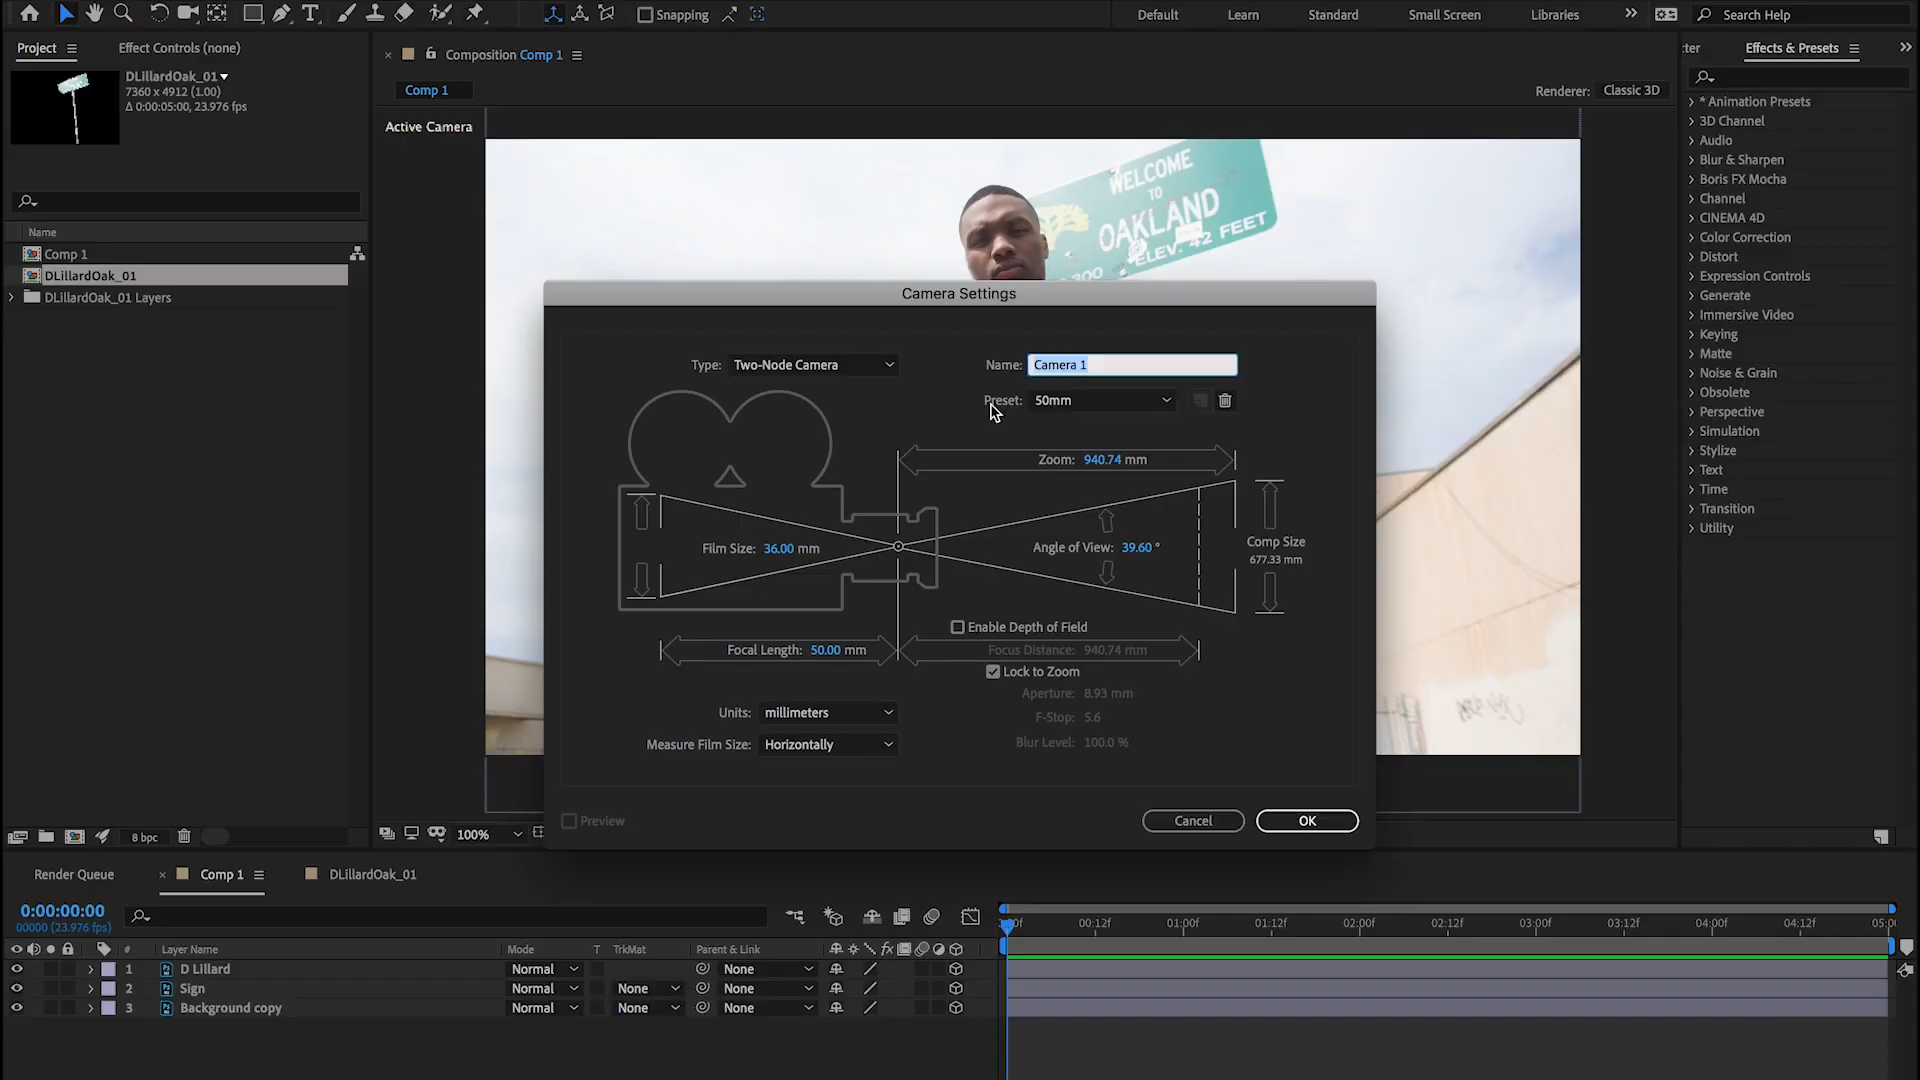 Snapping
Default
Learn
Standard
Small Screen
Libraries
Search Help
Project
Effect Controls (none)
DLillardOak_01
7360 x 4912 (1.00)
Δ 0:00:05:00, 23.976 fps
Name
Comp 1
DLillardOak_01
DLillardOak_01 Layers
8 bpc
Composition Comp 1
Comp 1
Renderer: Classic 3D
Active Camera
WELCOME
TO
OAKLAND
ELEV. 42 FEET
Camera Settings
Type: Two-Node Camera
Name: Camera 1
Preset: 50mm
Zoom: 940.74 mm
Film Size: 36.00 mm
Angle of View: 39.60 °
Comp Size
677.33 mm
Enable Depth of Field
Focal Length: 50.00 mm
Focus Distance: 940.74 mm
Lock to Zoom
Aperture: 8.93 mm
F-Stop: 5.6
Blur Level: 100.0 %
Units: millimeters
Measure Film Size: Horizontally
Preview
Cancel
OK
100%
ter
Effects & Presets
* Animation Presets
3D Channel
Audio
Blur & Sharpen
Boris FX Mocha
Channel
CINEMA 4D
Color Correction
Distort
Expression Controls
Generate
Immersive Video
Keying
Matte
Noise & Grain
Obsolete
Perspective
Simulation
Stylize
Text
Time
Transition
Utility
Render Queue
Comp 1
DLillardOak_01
0:00:00:00
00000 (23.976 fps)
00:12f 01:00f 01:12f 02:00f 02:12f 03:00f 03:12f 04:00f 04:12f 05:00
# Layer Name Mode T TrkMat Parent & Link
1 D Lillard Normal None
2 Sign Normal None None
3 Background copy Normal None None